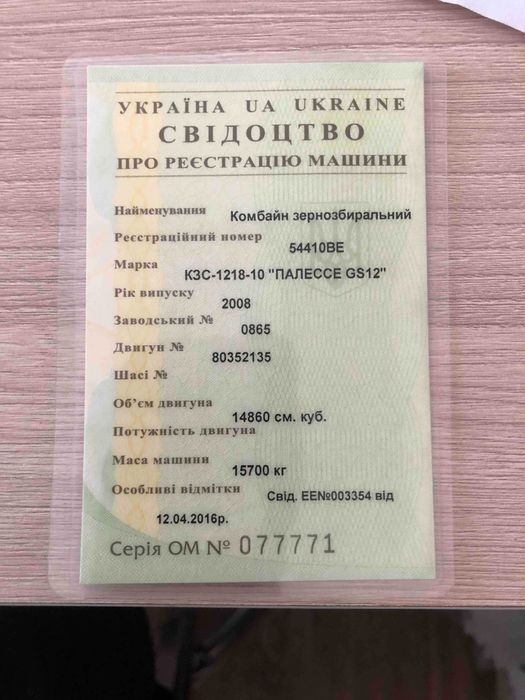 УКРАЇНА UA UKRAINE
СВІДОЦТВО
ПРО РЕЄСТРАЦІЮ МАШИНИ
Найменування Комбайн зернозбиральний
Реєстраційний номер 54410ВЕ
Марка КЗС-1218-10 "ПАЛЕССЕ GS12"
Рік випуску 2008
Заводський № 0865
Двигун № 80352135
Шасі №
Об'єм двигуна 14860 см. куб.
Потужність двигуна
Маса машини 15700 кг
Особливі відмітки Свід. ЕЕ№003354 від
12.04.2016р.
Серія ОМ № 077771